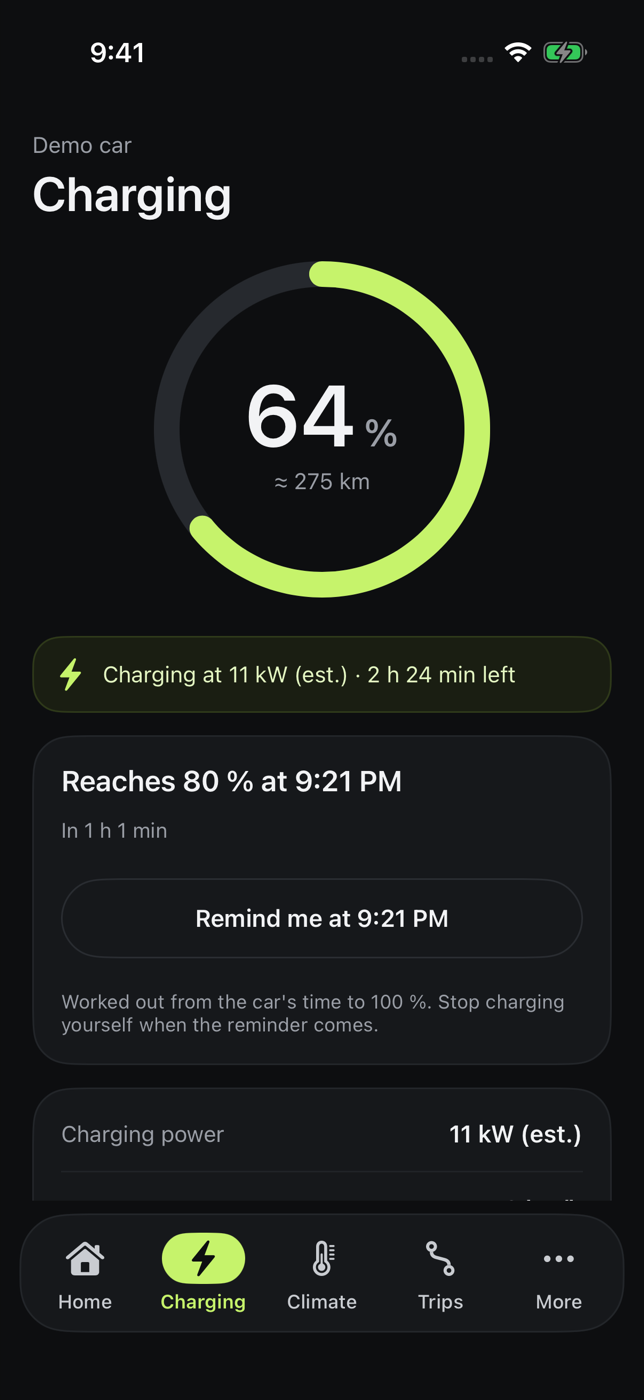 9:41
Demo car
Charging
64 %
≈ 275 km
Charging at 11 kW (est.) · 2 h 24 min left
Reaches 80 % at 9:21 PM
In 1 h 1 min
Remind me at 9:21 PM
Worked out from the car's time to 100 %. Stop charging
yourself when the reminder comes.
Charging power 11 kW (est.)
Home Charging Climate Trips More